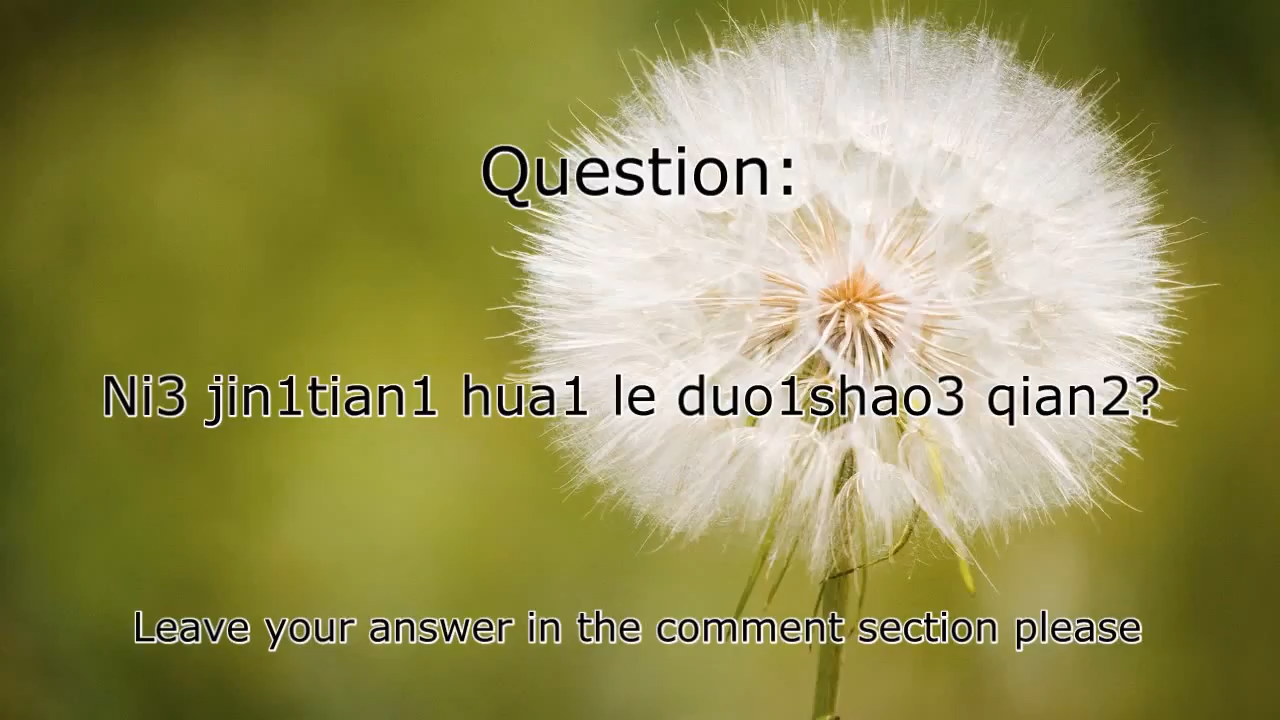 Question:
Ni3 jin1tian1 hua1 le duo1shao3 qian2?
Leave your answer in the comment section please